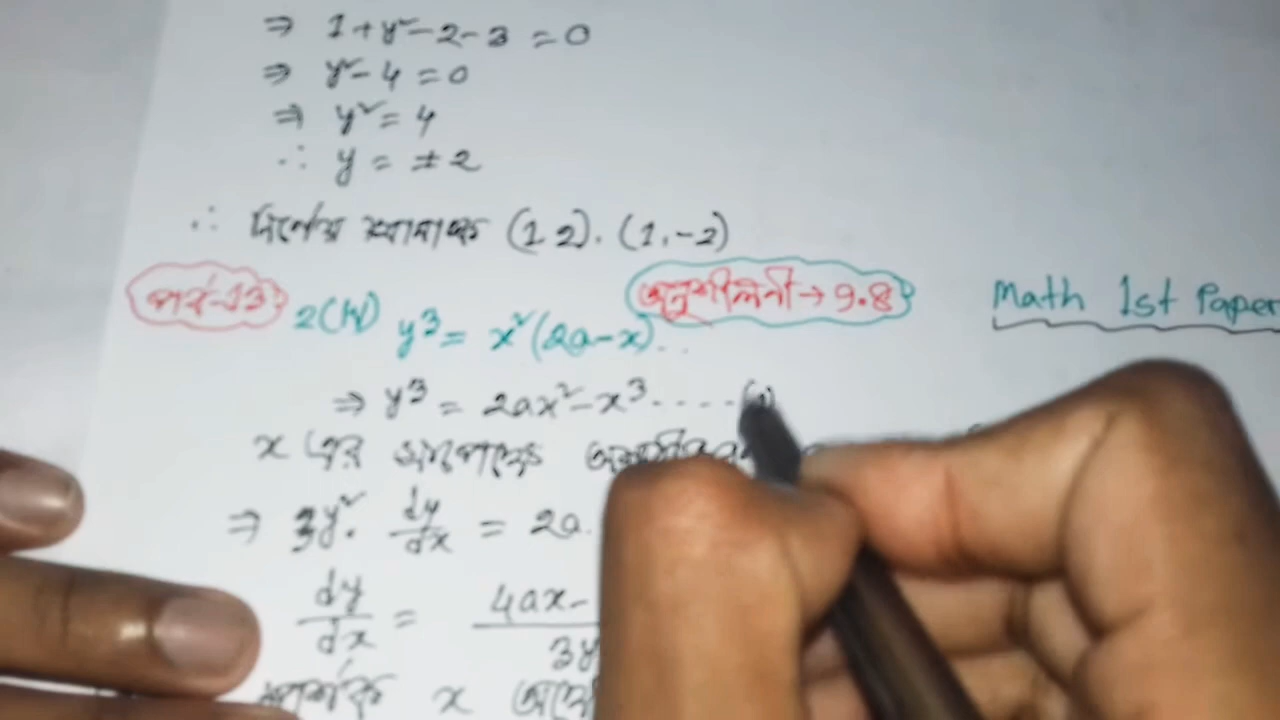 ⇒ 1+y²-2-3 = 0
⇒ y²-4 = 0
⇒ y² = 4
∴ y = ±2
∴ নির্ণেয় স্থানাঙ্ক (1 2). (1,-2)
পর্ব-13 অনুশীলনী→ 9.8 Math 1st Paper
y³ = x²(2a-x)
⇒ y³ = 2ax²-x³ ----
x এর সাপেক্ষে
⇒ 3y². dy/dx = 2a.
dy/dx = 4ax- / 3y
স্পর্শক x